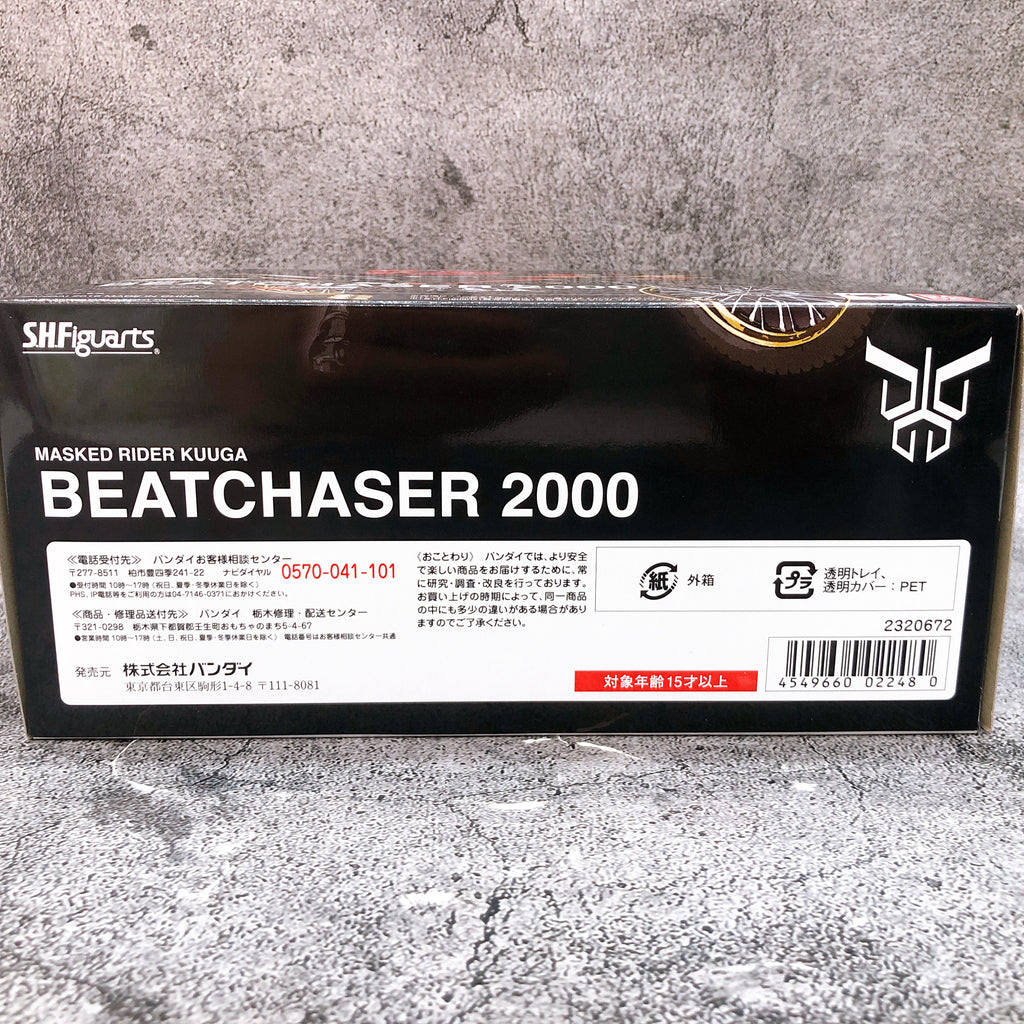 S.H.Figuarts®
MASKED RIDER KUUGA
BEATCHASER 2000
≪電話受付先≫ バンダイお客様相談センター
〒277-8511 柏市豊四季241-22 ナビダイヤル 0570-041-101
●受付時間 10時〜17時(祝日、夏季・冬季休業日を除く)
PHS、IP電話等をご利用の方は04-7146-0371におかけください。
≪商品・修理品送付先≫ バンダイ 栃木修理・配送センター
〒321-0298 栃木県下都賀郡壬生町おもちゃのまち5-4-67
●営業時間 10時〜17時(土、日、祝日、夏季・冬季休業日を除く) 電話番号はお客様相談センター共通
発売元 株式会社バンダイ
東京都台東区駒形1-4-8 〒111-8081
《おことわり》 バンダイでは、より安全
で楽しい商品をお届けするために、常
に研究・調査・改良を行っております。
お買い上げの時期によって、同一商品
の中にも多少の違いがある場合があり
ますのでご了承ください。
紙 外箱
プラ 透明トレイ、
透明カバー:PET
2320672
対象年齢15才以上
4549660 02248 0